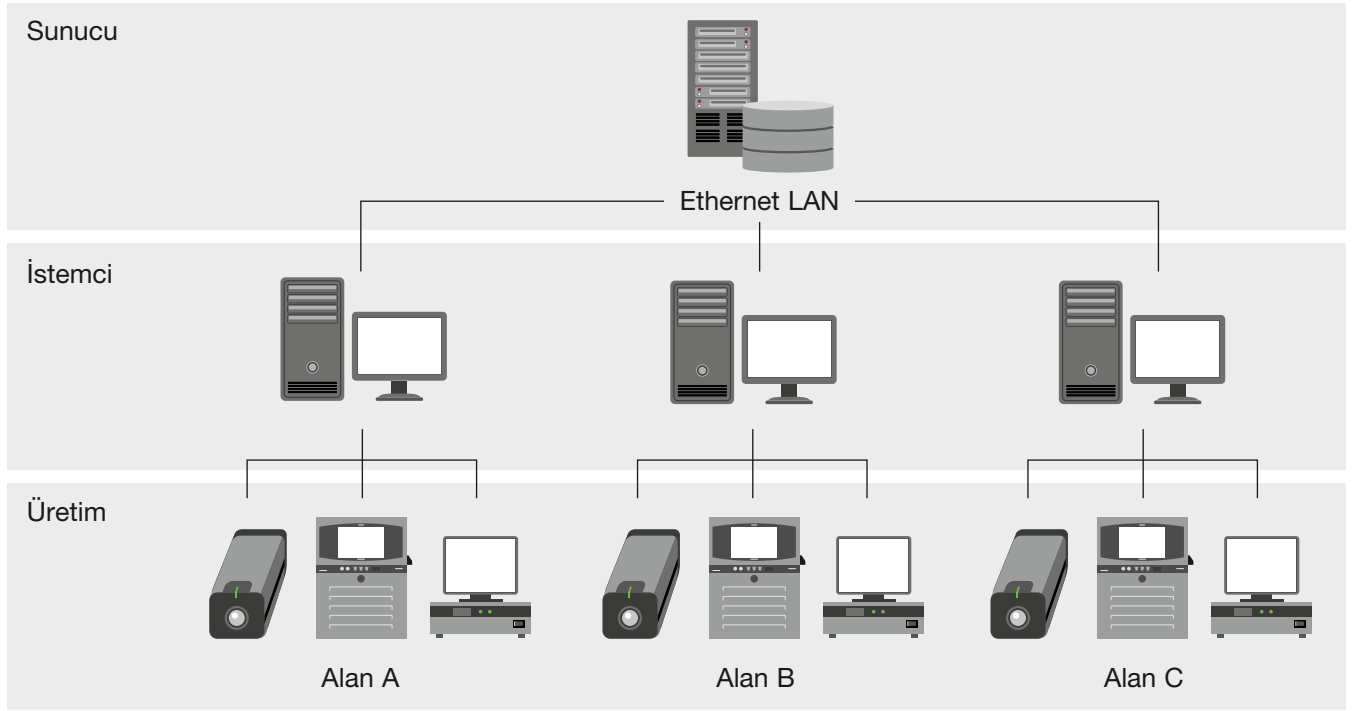 Sunucu
Ethernet LAN
İstemci
Üretim
Alan A
Alan B
Alan C